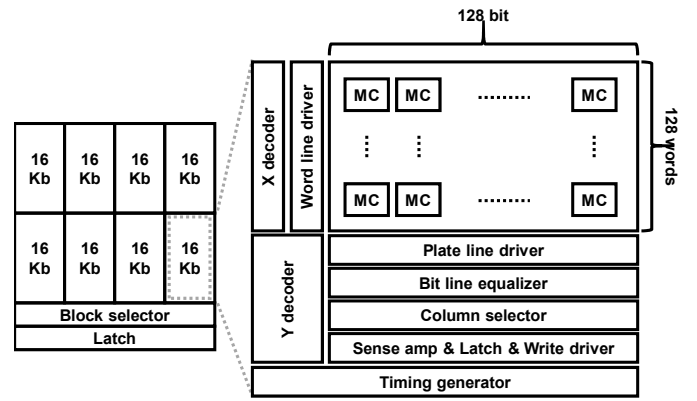 128 bit
X decoder
Word line driver
MC MC ......... MC
128 words
MC MC ......... MC
16 Kb 16 Kb 16 Kb 16 Kb
16 Kb 16 Kb 16 Kb 16 Kb
Block selector
Latch
Y decoder
Plate line driver
Bit line equalizer
Column selector
Sense amp & Latch & Write driver
Timing generator